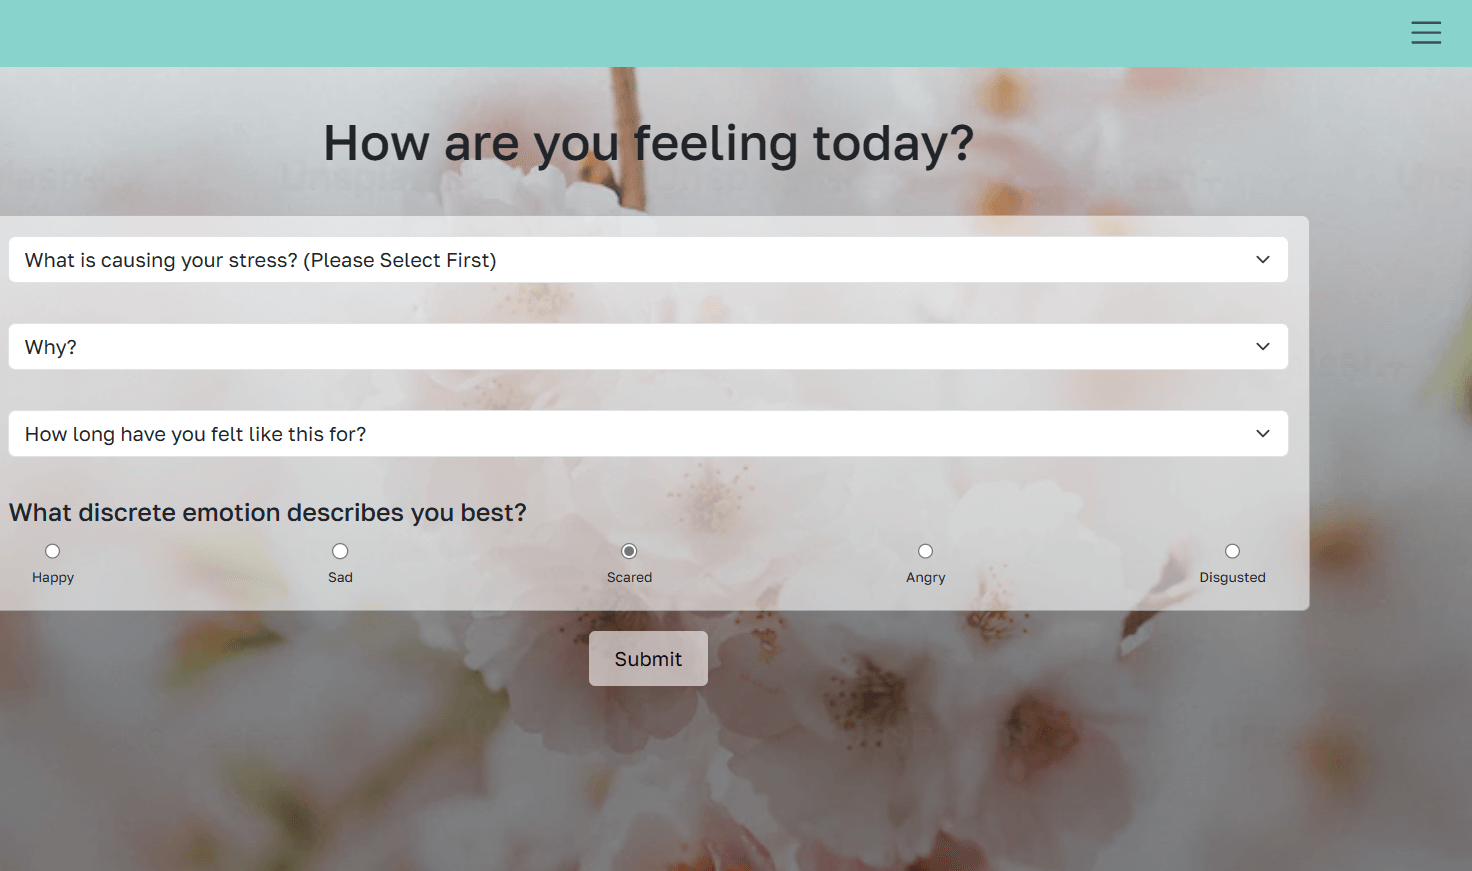 How are you feeling today?
What is causing your stress? (Please Select First)
Why?
How long have you felt like this for?
What discrete emotion describes you best?
Happy Sad Scared Angry Disgusted
Submit